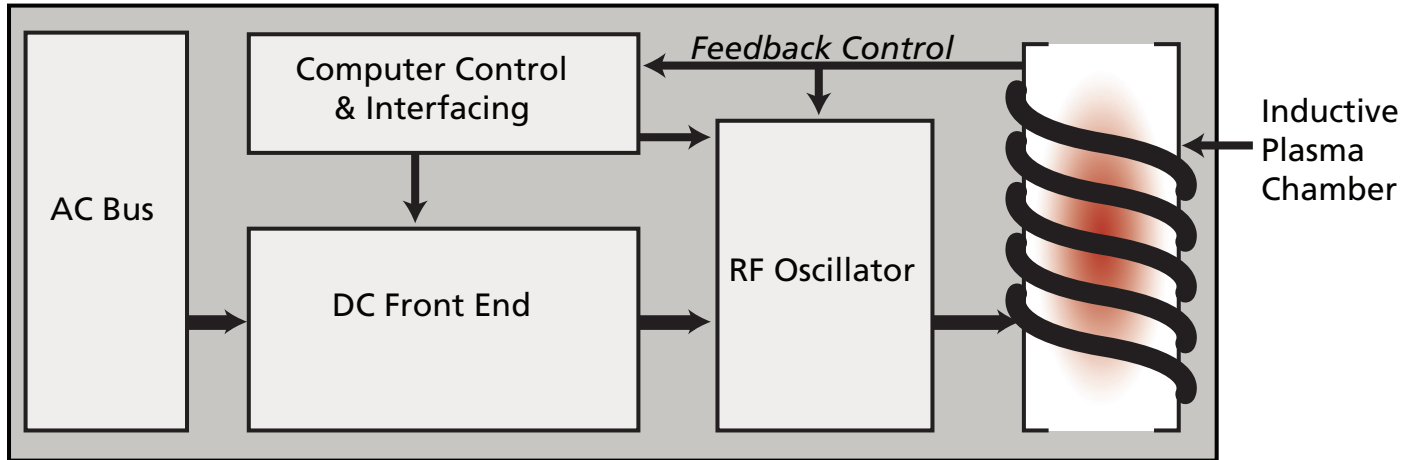 Feedback Control
Computer Control
& Interfacing
AC Bus
DC Front End
RF Oscillator
Inductive
Plasma
Chamber